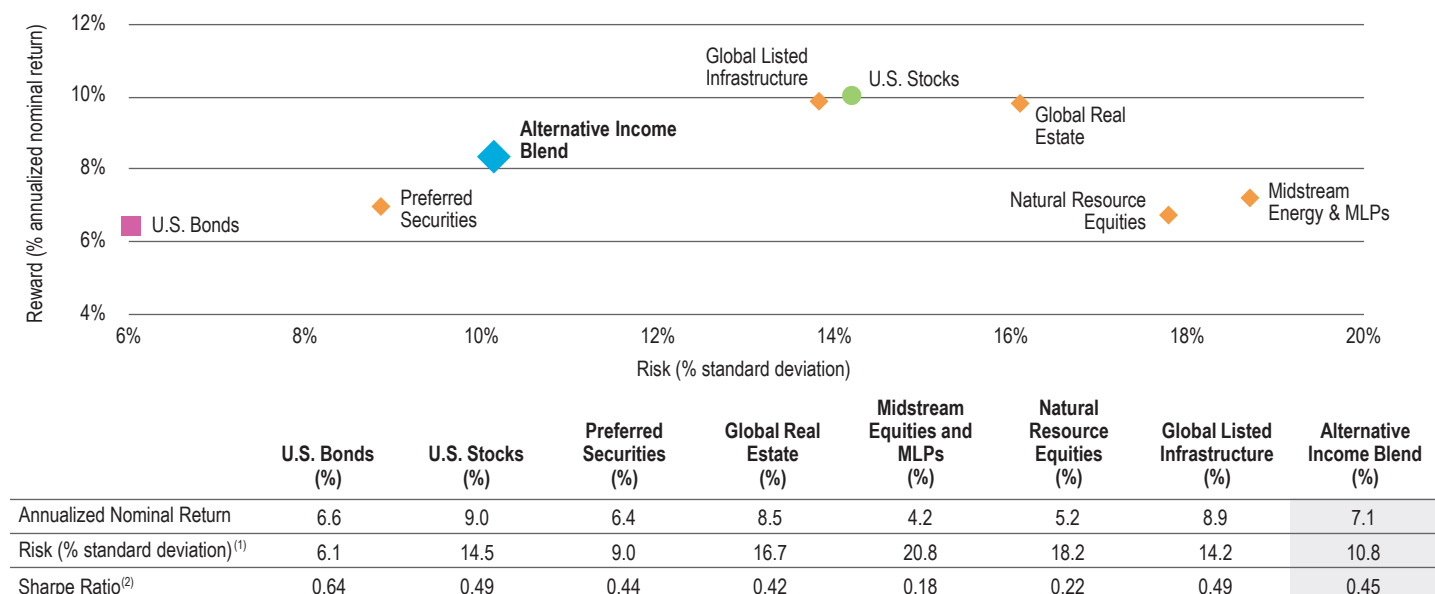 Reward (% annualized nominal return)
12%
10%
8%
6%
4%
Global Listed
Infrastructure
U.S. Stocks
Global Real
Estate
Alternative Income
Blend
Preferred
Securities
U.S. Bonds
Natural Resource
Equities
Midstream
Energy & MLPs
6% 8% 10% 12% 14% 16% 18% 20%
Risk (% standard deviation)
U.S. Bonds
(%)
U.S. Stocks
(%)
Preferred
Securities
(%)
Global Real
Estate
(%)
Midstream
Equities and
MLPs
(%)
Natural
Resource
Equities
(%)
Global Listed
Infrastructure
(%)
Alternative
Income Blend
(%)
Annualized Nominal Return 6.6 9.0 6.4 8.5 4.2 5.2 8.9 7.1
Risk (% standard deviation)(1) 6.1 14.5 9.0 16.7 20.8 18.2 14.2 10.8
Sharpe Ratio(2) 0.64 0.49 0.44 0.42 0.18 0.22 0.49 0.45